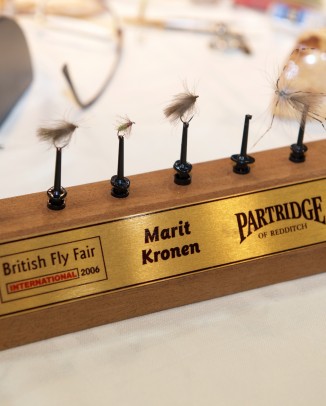 British Fly Fair
INTERNATIONAL 2006
Marit
Kronen
PARTRIDGE
OF REDDITCH